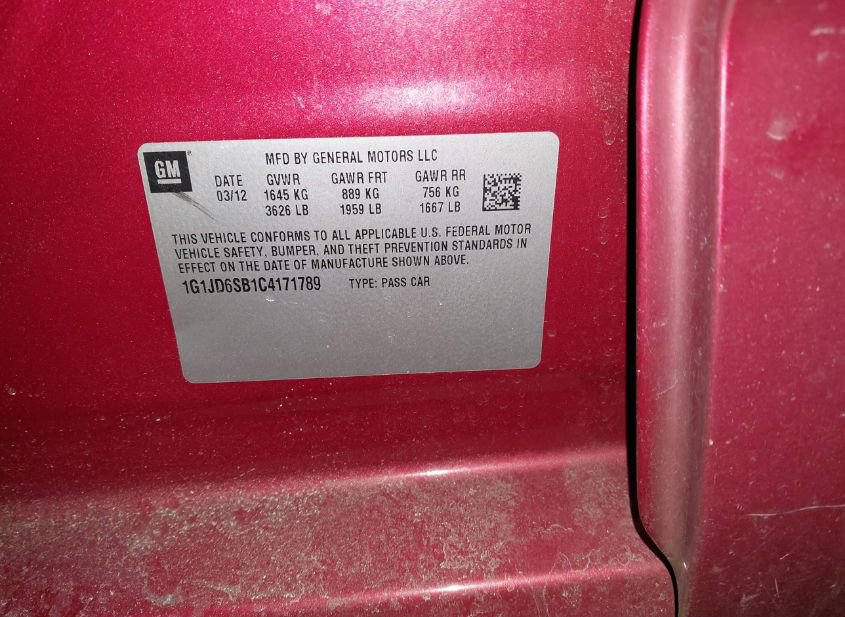 GM
MFD BY GENERAL MOTORS LLC
DATE GVWR GAWR FRT GAWR RR
03/12 1645 KG 889 KG 756 KG
3626 LB 1959 LB 1667 LB
THIS VEHICLE CONFORMS TO ALL APPLICABLE U.S. FEDERAL MOTOR
VEHICLE SAFETY, BUMPER, AND THEFT PREVENTION STANDARDS IN
EFFECT ON THE DATE OF MANUFACTURE SHOWN ABOVE.
1G1JD6SB1C4171789 TYPE: PASS CAR